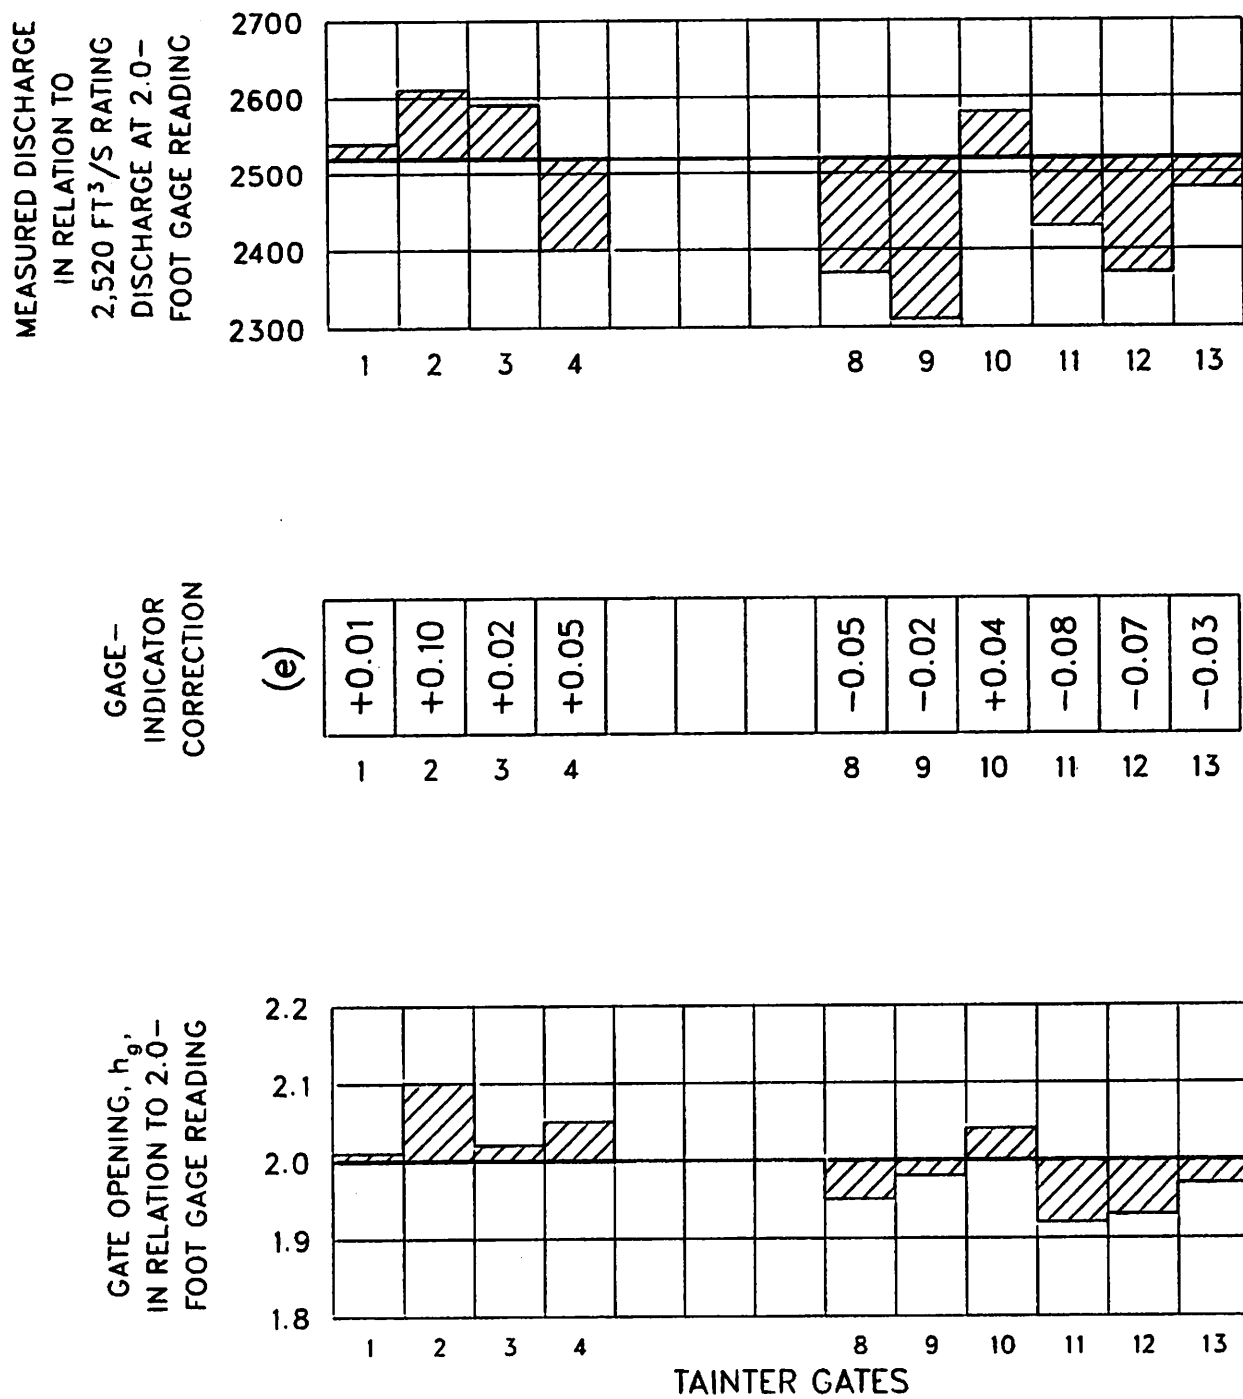 MEASURED DISCHARGE
IN RELATION TO
2,520 FT³/S RATING
DISCHARGE AT 2.0–
FOOT GAGE READING
2700
2600
2500
2400
2300
1 2 3 4 8 9 10 11 12 13
GAGE–
INDICATOR
CORRECTION
(e)
+0.01 +0.10 +0.02 +0.05 −0.05 −0.02 +0.04 −0.08 −0.07 −0.03
1 2 3 4 8 9 10 11 12 13
GATE OPENING, hg,
IN RELATION TO 2.0–
FOOT GAGE READING
2.2
2.1
2.0
1.9
1.8
1 2 3 4 8 9 10 11 12 13
TAINTER GATES